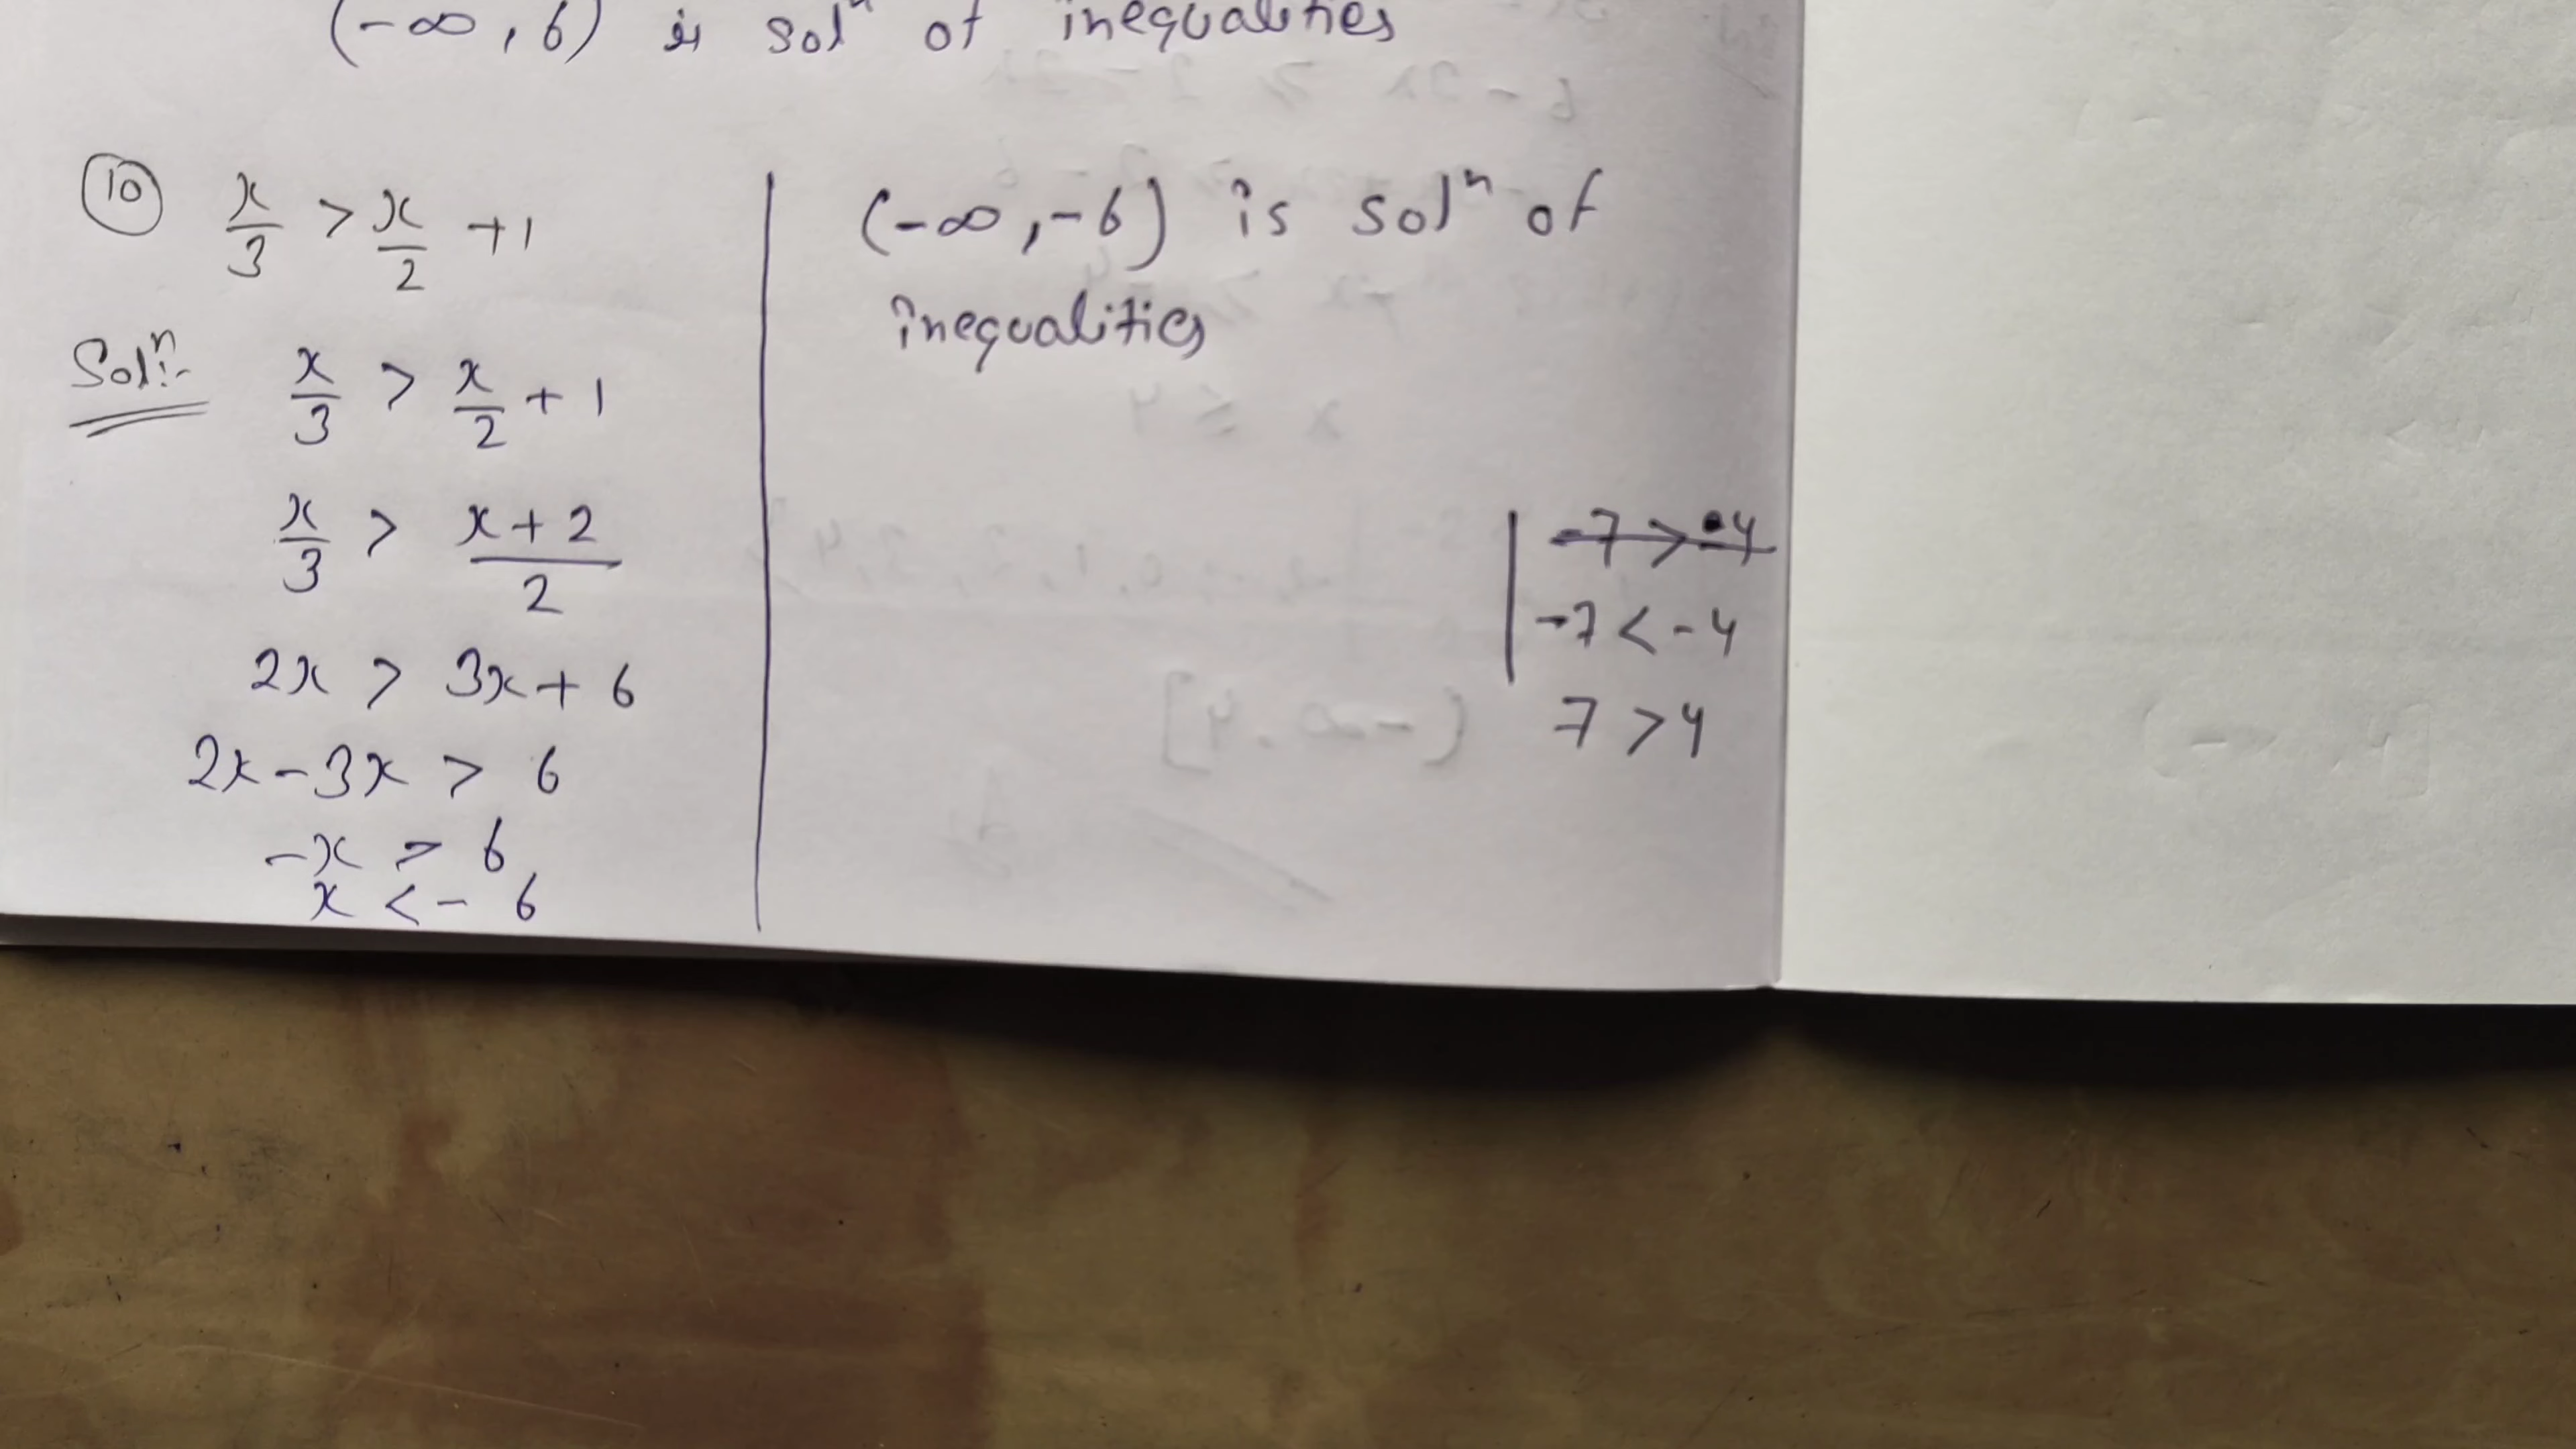 (-∞, 6) is solⁿ of inequalities
(10) x/3 > x/2 + 1
Solⁿ:- x/3 > x/2 + 1
x/3 > (x + 2)/2
2x > 3x + 6
2x - 3x > 6
-x > 6
x < - 6
(-∞, -6) is solⁿ of
inequalities
-7 > -4
-7 < -4
7 > 4